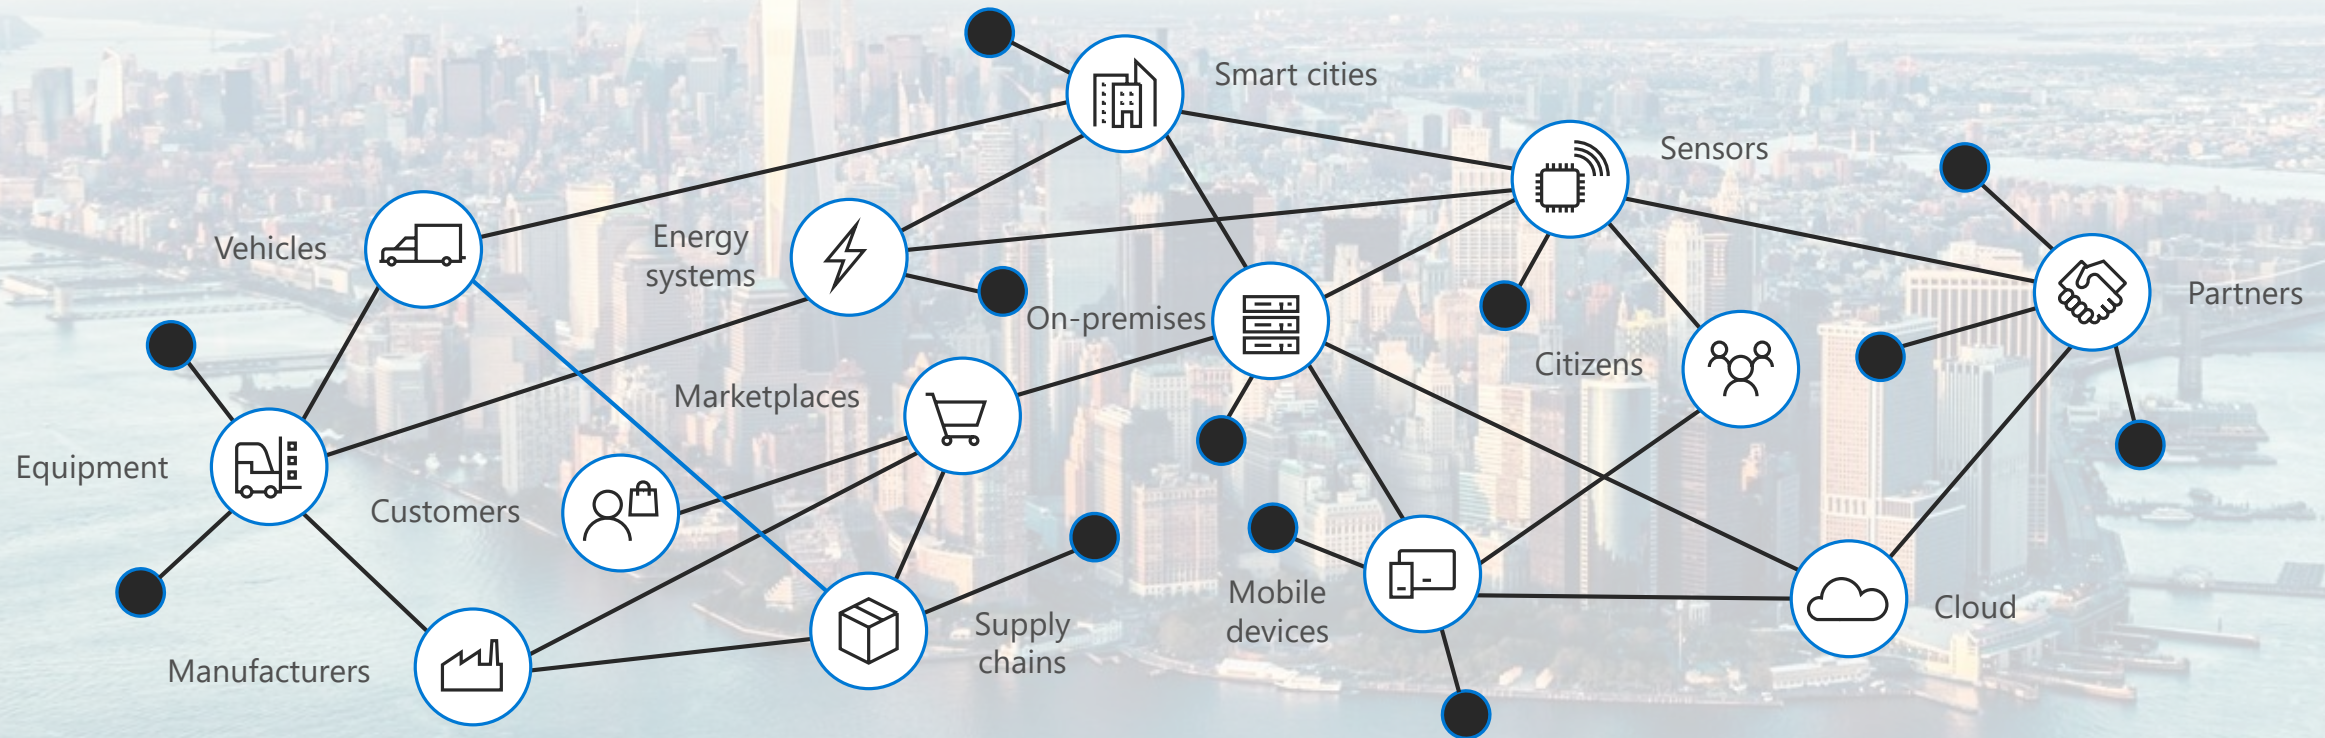 Smart cities
Sensors
Vehicles
Energy
systems
Partners
On-premises
Citizens
Marketplaces
Equipment
Customers
Mobile
devices
Cloud
Supply
chains
Manufacturers